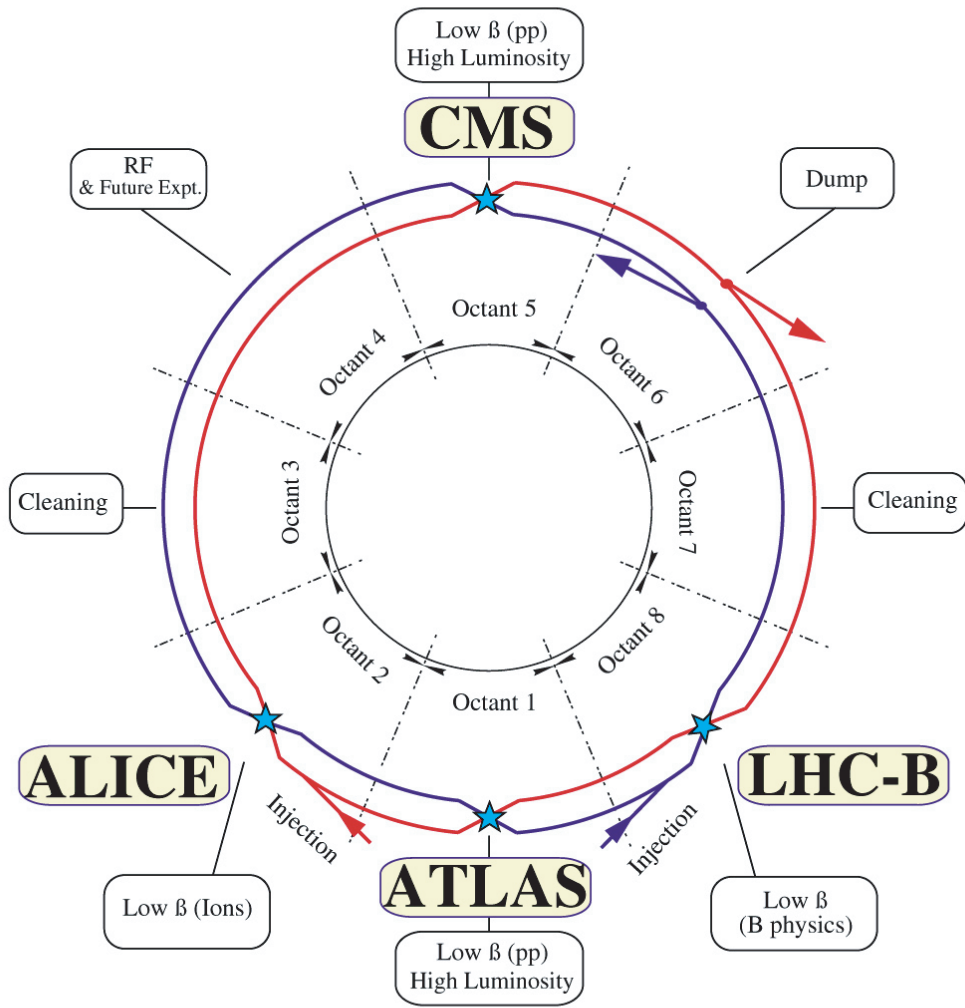 Low ß (pp)
High Luminosity
CMS
RF
& Future Expt.
Dump
Octant 5
Octant 4
Octant 6
Cleaning
Octant 3
Octant 7
Cleaning
Octant 2
Octant 8
Octant 1
ALICE
LHC-B
Injection
Injection
ATLAS
Low ß (Ions)
Low ß
(B physics)
Low ß (pp)
High Luminosity